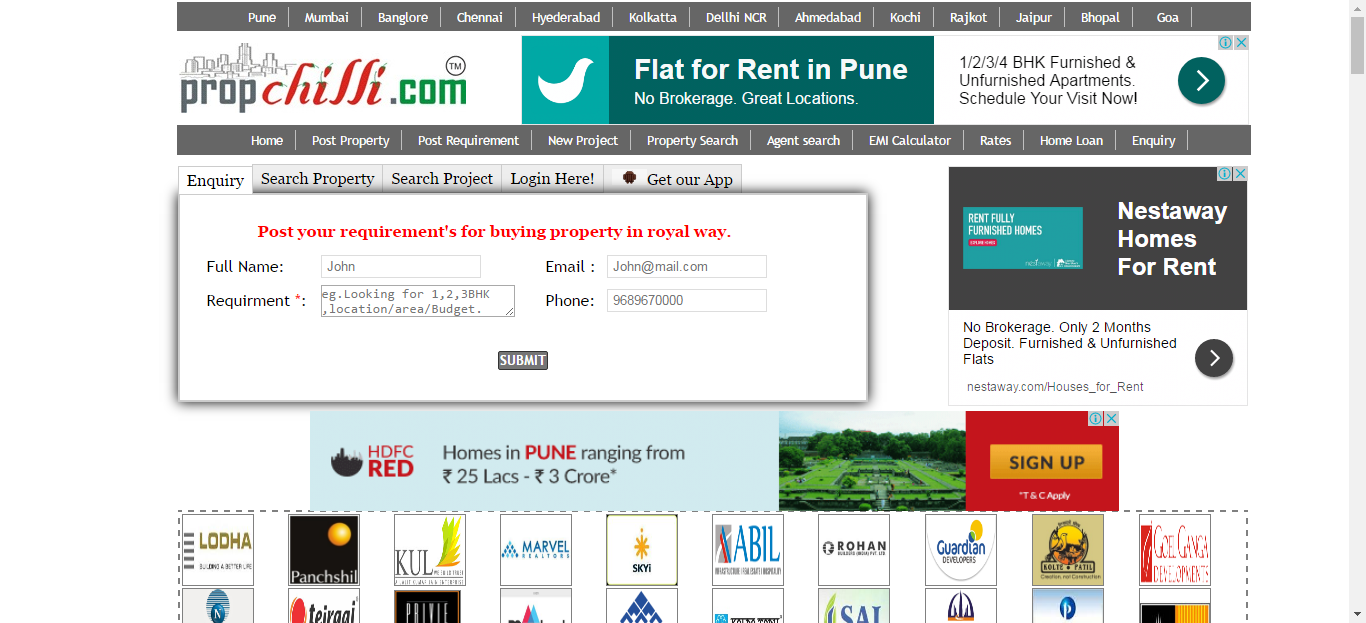 Pune Mumbai Banglore Chennai Hyederabad Kolkatta Dellhi NCR Ahmedabad Kochi Rajkot Jaipur Bhopal Goa
propchilli.com TM
Flat for Rent in Pune
No Brokerage. Great Locations.
1/2/3/4 BHK Furnished &
Unfurnished Apartments.
Schedule Your Visit Now!
Home Post Property Post Requirement New Project Property Search Agent search EMI Calculator Rates Home Loan Enquiry
Enquiry Search Property Search Project Login Here! Get our App
Post your requirement's for buying property in royal way.
Full Name: John Email : John@mail.com
Requirment *: eg.Looking for 1,2,3BHK
,location/area/Budget.
Phone: 9689670000
SUBMIT
RENT FULLY
FURNISHED HOMES
Nestaway
Homes
For Rent
No Brokerage. Only 2 Months
Deposit. Furnished & Unfurnished
Flats
nestaway.com/Houses_for_Rent
HDFC
RED
Homes in PUNE ranging from
₹ 25 Lacs - ₹ 3 Crore*
SIGN UP
*T & C Apply
LODHA
BUILDING A BETTER LIFE
Panchshil
KUL
MARVEL
REALTORS
SKYi
ABIL
ROHAN
Guardian
DEVELOPERS
KOLTE PATIL
Creation, not Construction
GOEL GANGA
DEVELOPMENTS
N
PRIVIE